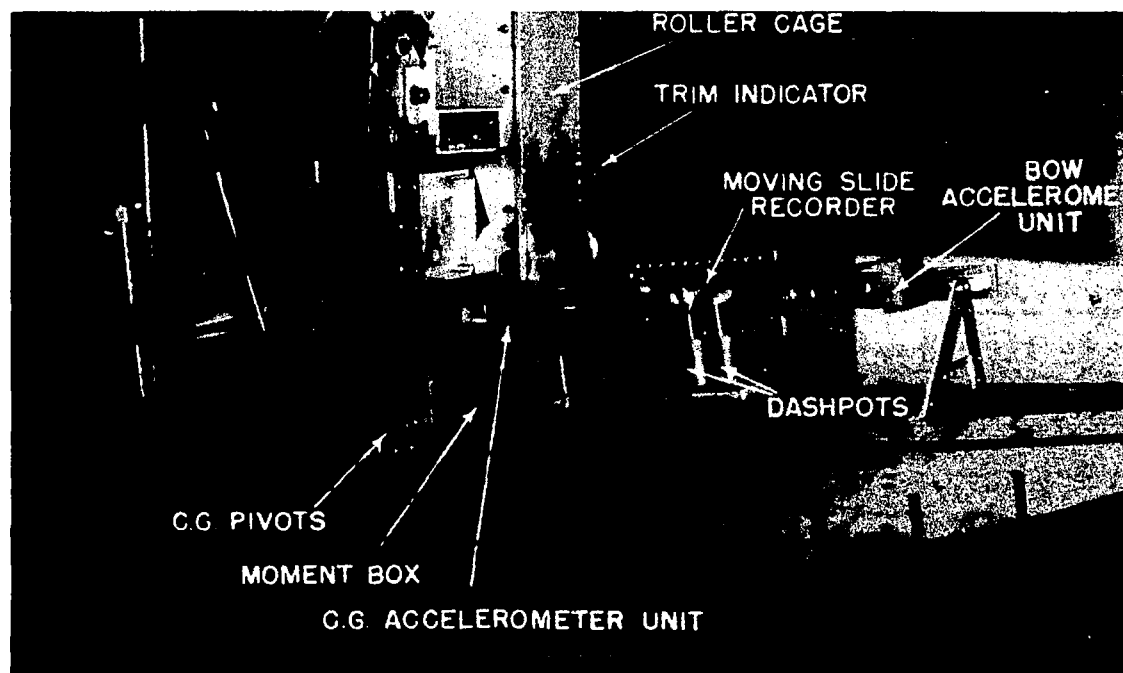 ROLLER CAGE
TRIM INDICATOR
MOVING SLIDE
RECORDER
BOW
ACCELEROME
UNIT
DASHPOTS
C.G. PIVOTS
MOMENT BOX
C.G. ACCELEROMETER UNIT